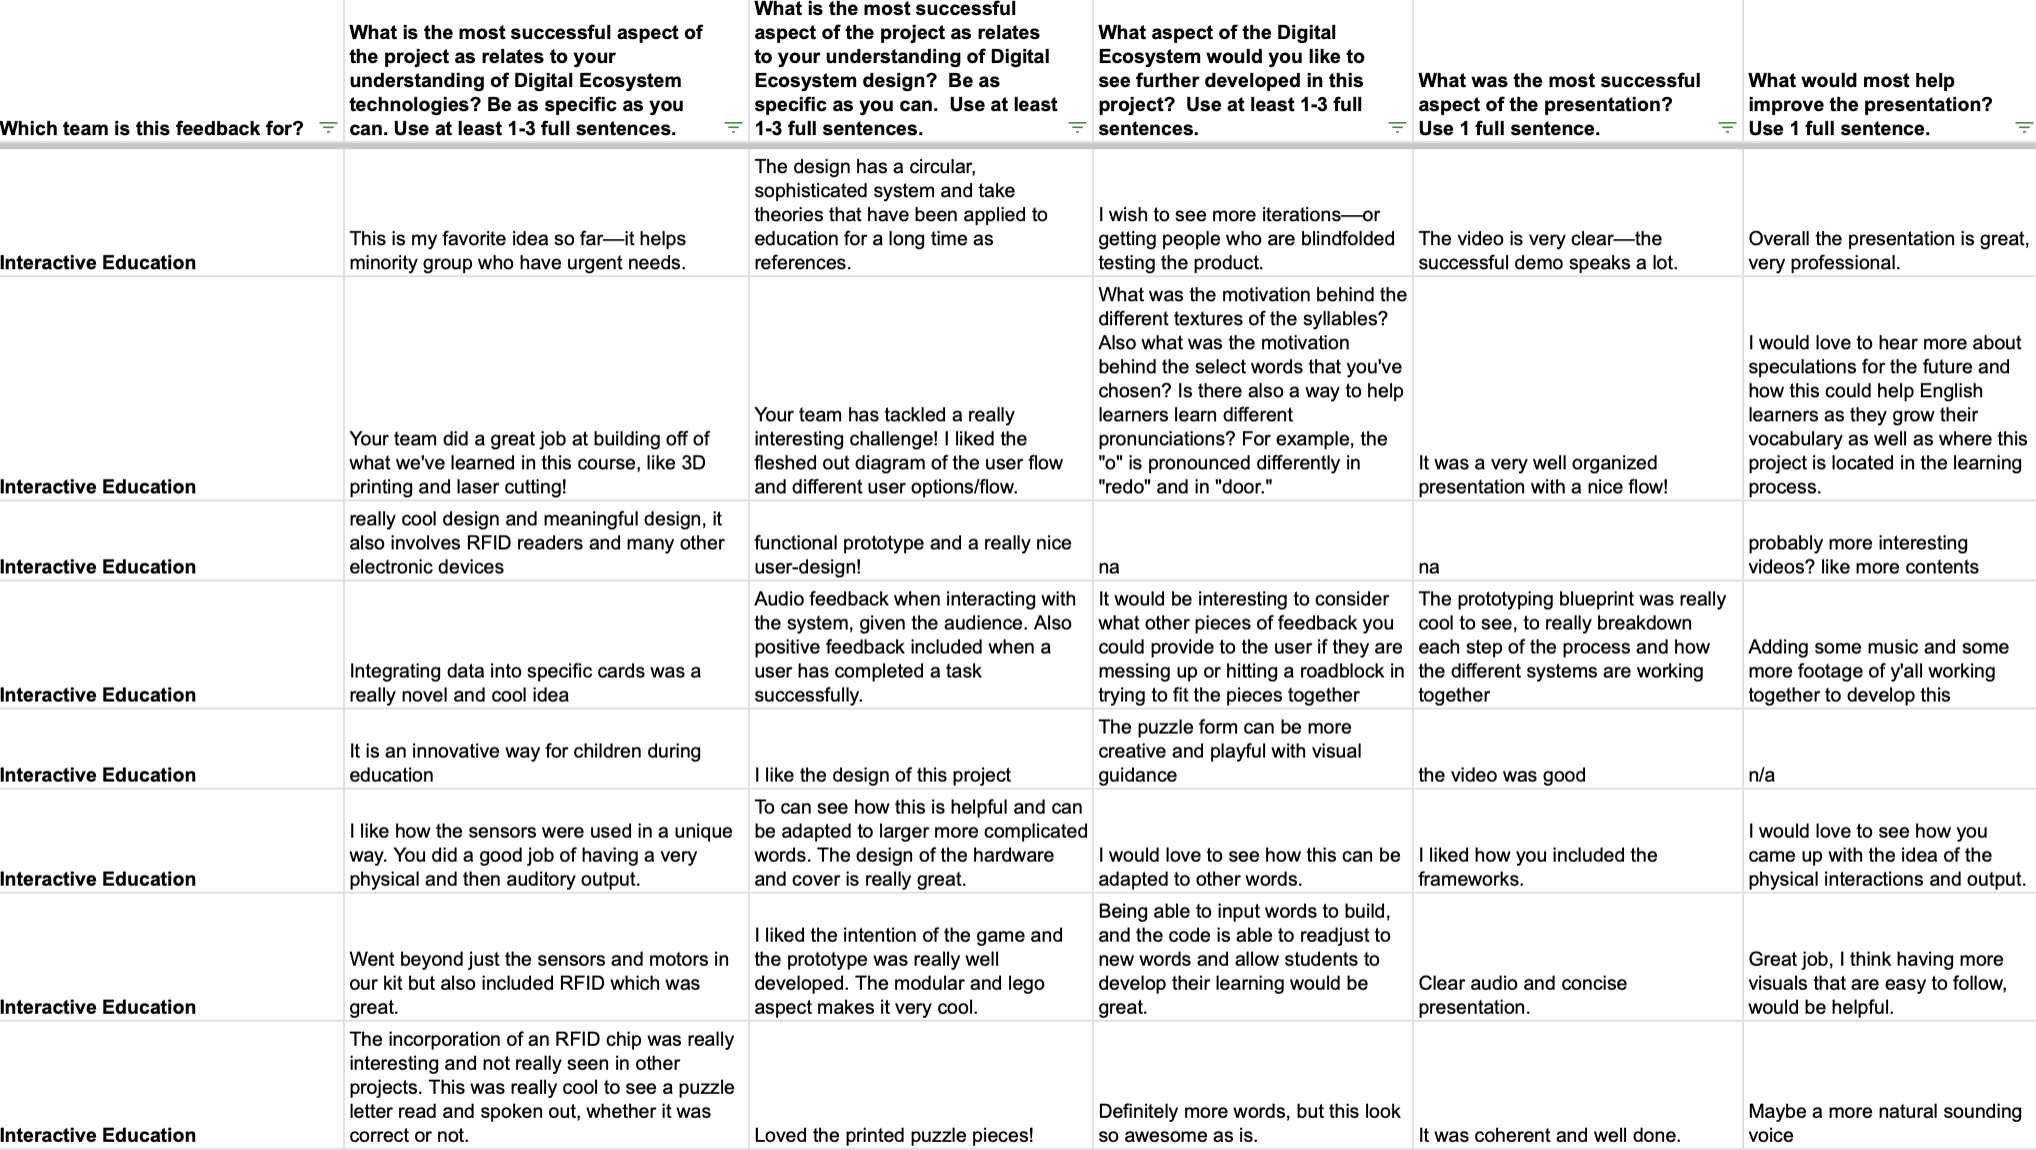 Which team is this feedback for?
What is the most successful aspect of
the project as relates to your
understanding of Digital Ecosystem
technologies? Be as specific as you
can. Use at least 1-3 full sentences.
What is the most successful
aspect of the project as relates
to your understanding of Digital
Ecosystem design?  Be as
specific as you can.  Use at least
1-3 full sentences.
What aspect of the Digital
Ecosystem would you like to
see further developed in this
project?  Use at least 1-3 full
sentences.
What was the most successful
aspect of the presentation?
Use 1 full sentence.
What would most help
improve the presentation?
Use 1 full sentence.
Interactive Education
This is my favorite idea so far—it helps
minority group who have urgent needs.
The design has a circular,
sophisticated system and take
theories that have been applied to
education for a long time as
references.
I wish to see more iterations—or
getting people who are blindfolded
testing the product.
The video is very clear—the
successful demo speaks a lot.
Overall the presentation is great,
very professional.
Interactive Education
Your team did a great job at building off of
what we've learned in this course, like 3D
printing and laser cutting!
Your team has tackled a really
interesting challenge! I liked the
fleshed out diagram of the user flow
and different user options/flow.
What was the motivation behind the
different textures of the syllables?
Also what was the motivation
behind the select words that you've
chosen? Is there also a way to help
learners learn different
pronunciations? For example, the
"o" is pronounced differently in
"redo" and in "door."
It was a very well organized
presentation with a nice flow!
I would love to hear more about
speculations for the future and
how this could help English
learners as they grow their
vocabulary as well as where this
project is located in the learning
process.
Interactive Education
really cool design and meaningful design, it
also involves RFID readers and many other
electronic devices
functional prototype and a really nice
user-design!
na
na
probably more interesting
videos? like more contents
Interactive Education
Integrating data into specific cards was a
really novel and cool idea
Audio feedback when interacting with
the system, given the audience. Also
positive feedback included when a
user has completed a task
successfully.
It would be interesting to consider
what other pieces of feedback you
could provide to the user if they are
messing up or hitting a roadblock in
trying to fit the pieces together
The prototyping blueprint was really
cool to see, to really breakdown
each step of the process and how
the different systems are working
together
Adding some music and some
more footage of y'all working
together to develop this
Interactive Education
It is an innovative way for children during
education
I like the design of this project
The puzzle form can be more
creative and playful with visual
guidance
the video was good
n/a
Interactive Education
I like how the sensors were used in a unique
way. You did a good job of having a very
physical and then auditory output.
To can see how this is helpful and can
be adapted to larger more complicated
words. The design of the hardware
and cover is really great.
I would love to see how this can be
adapted to other words.
I liked how you included the
frameworks.
I would love to see how you
came up with the idea of the
physical interactions and output.
Interactive Education
Went beyond just the sensors and motors in
our kit but also included RFID which was
great.
I liked the intention of the game and
the prototype was really well
developed. The modular and lego
aspect makes it very cool.
Being able to input words to build,
and the code is able to readjust to
new words and allow students to
develop their learning would be
great.
Clear audio and concise
presentation.
Great job, I think having more
visuals that are easy to follow,
would be helpful.
Interactive Education
The incorporation of an RFID chip was really
interesting and not really seen in other
projects. This was really cool to see a puzzle
letter read and spoken out, whether it was
correct or not.
Loved the printed puzzle pieces!
Definitely more words, but this look
so awesome as is.
It was coherent and well done.
Maybe a more natural sounding
voice